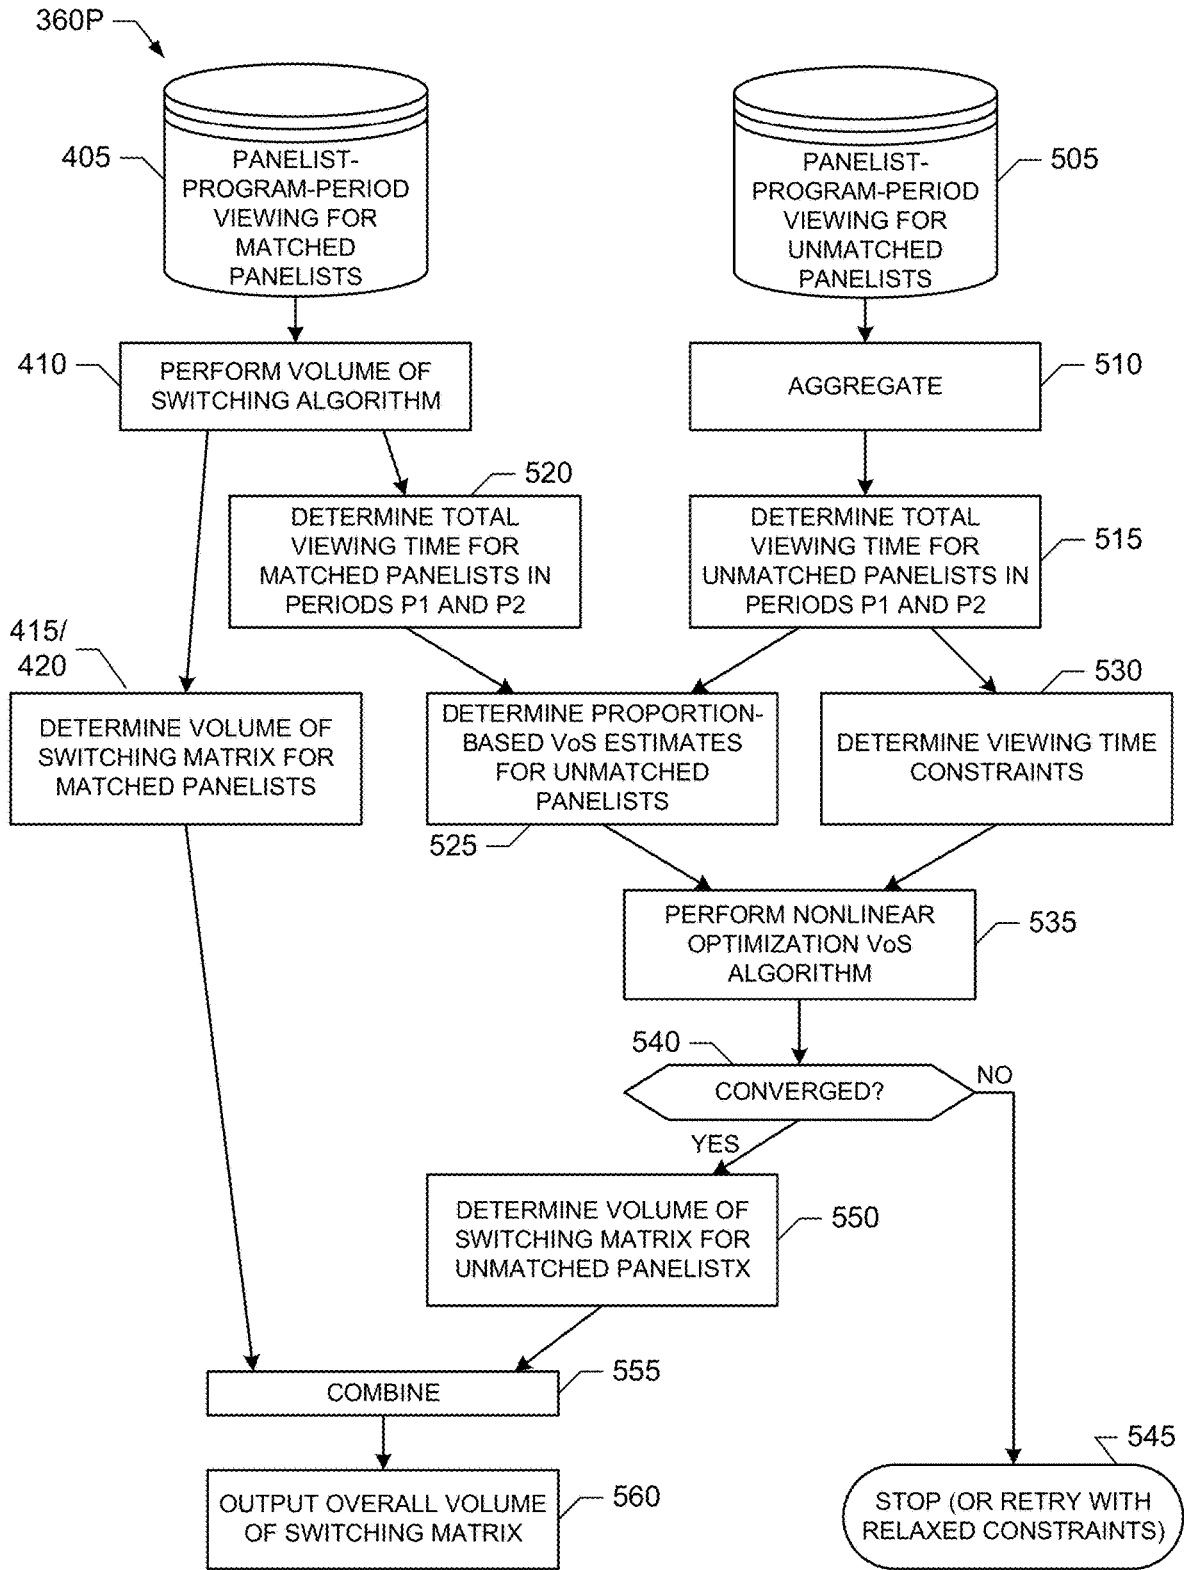 360P
405
PANELIST-
PROGRAM-PERIOD
VIEWING FOR
MATCHED
PANELISTS
505
PANELIST-
PROGRAM-PERIOD
VIEWING FOR
UNMATCHED
PANELISTS
410
PERFORM VOLUME OF
SWITCHING ALGORITHM
510
AGGREGATE
520
DETERMINE TOTAL
VIEWING TIME FOR
MATCHED PANELISTS IN
PERIODS P1 AND P2
515
DETERMINE TOTAL
VIEWING TIME FOR
UNMATCHED PANELISTS IN
PERIODS P1 AND P2
415/
420
DETERMINE VOLUME OF
SWITCHING MATRIX FOR
MATCHED PANELISTS
DETERMINE PROPORTION-
BASED VoS ESTIMATES
FOR UNMATCHED
PANELISTS
525
530
DETERMINE VIEWING TIME
CONSTRAINTS
PERFORM NONLINEAR
OPTIMIZATION VoS
ALGORITHM
535
540
CONVERGED?
NO
YES
DETERMINE VOLUME OF
SWITCHING MATRIX FOR
UNMATCHED PANELISTX
550
COMBINE
555
OUTPUT OVERALL VOLUME
OF SWITCHING MATRIX
560
545
STOP (OR RETRY WITH
RELAXED CONSTRAINTS)